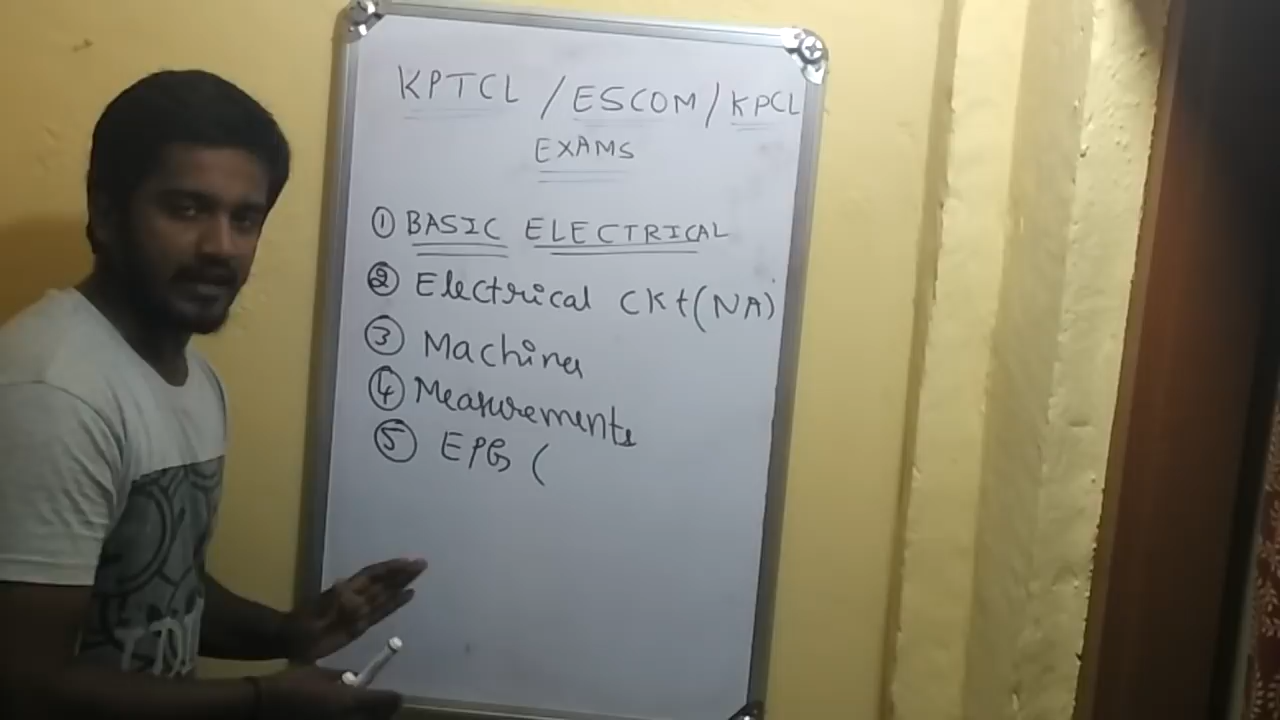 KPTCL / ESCOM / KPCL
EXAMS
① BASIC ELECTRICAL
② Electrical CKt (NA)
③ Machines
④ Measurements
⑤ EPG (